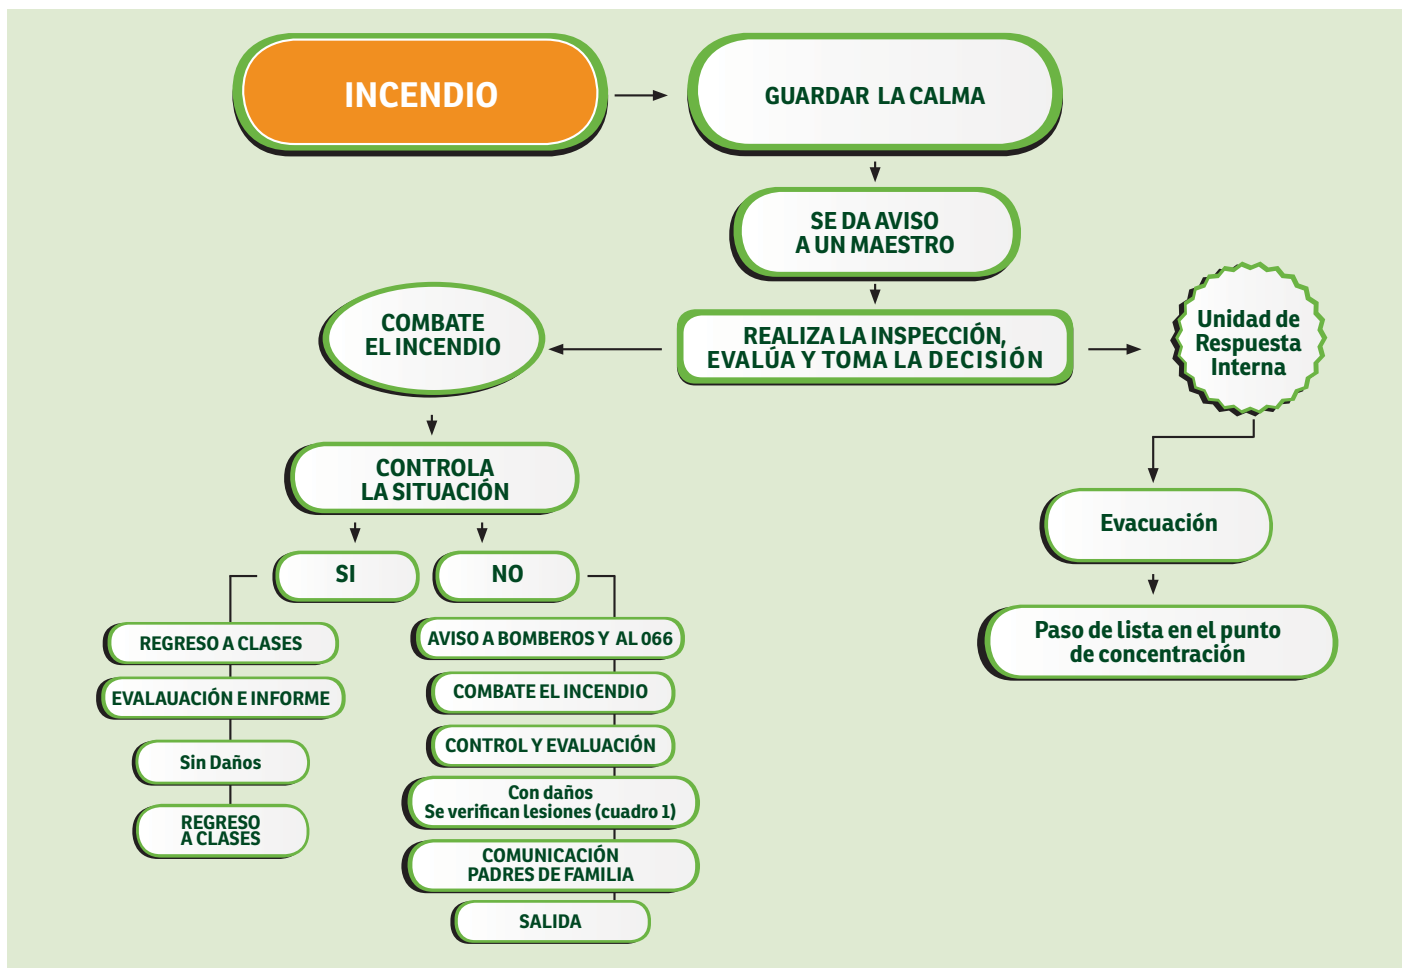 INCENDIO
GUARDAR LA CALMA
SE DA AVISO
A UN MAESTRO
REALIZA LA INSPECCIÓN,
EVALÚA Y TOMA LA DECISIÓN
COMBATE
EL INCENDIO
Unidad de
Respuesta
Interna
CONTROLA
LA SITUACIÓN
Evacuación
SI
NO
Paso de lista en el punto
de concentración
REGRESO A CLASES
EVALAUACIÓN E INFORME
Sin Daños
REGRESO
A CLASES
AVISO A BOMBEROS Y AL 066
COMBATE EL INCENDIO
CONTROL Y EVALUACIÓN
Con daños
Se verifican lesiones (cuadro 1)
COMUNICACIÓN
PADRES DE FAMILIA
SALIDA